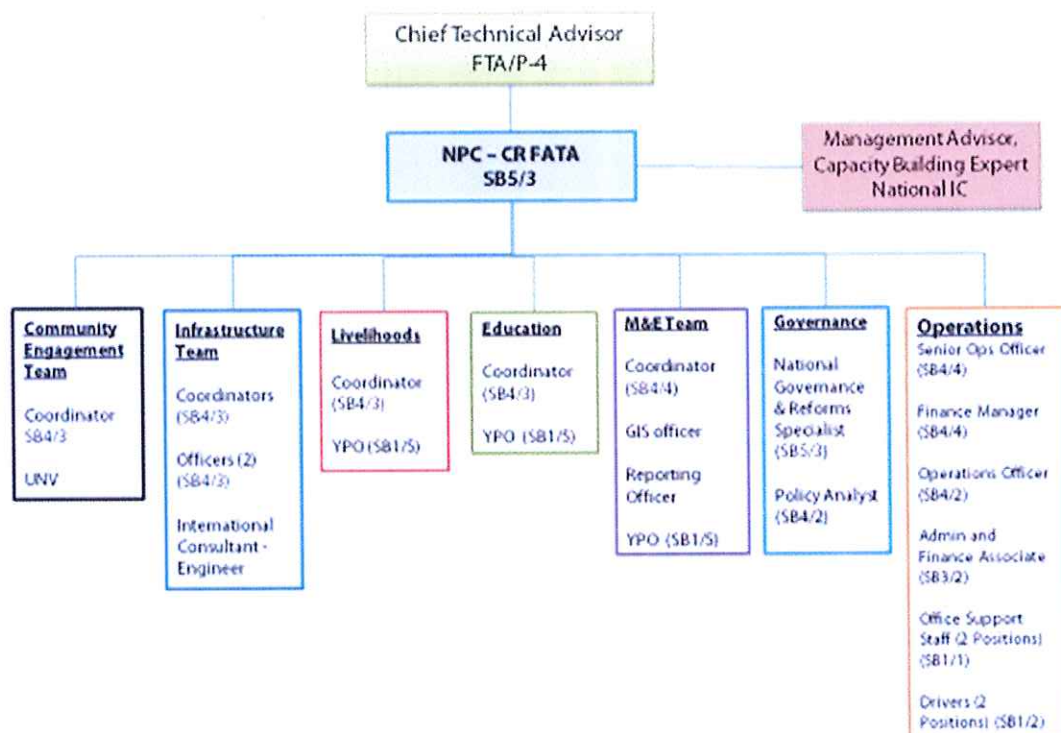 Chief Technical Advisor
FTA/P-4
NPC – CR FATA
SB5/3
Management Advisor,
Capacity Building Expert
National IC
Community
Engagement
Team
Coordinator
SB4/3
UNV
Infrastructure
Team
Coordinators
(SB4/3)
Officers (2)
(SB4/3)
International
Consultant -
Engineer
Livelihoods
Coordinator
(SB4/3)
YPO (SB1/5)
Education
Coordinator
(SB4/3)
YPO (SB1/5)
M&E Team
Coordinator
(SB4/4)
GIS officer
Reporting
Officer
YPO (SB1/5)
Governance
National
Governance
& Reforms
Specialist
(SB5/3)
Policy Analyst
(SB4/2)
Operations
Senior Ops Officer
(SB4/4)
Finance Manager
(SB4/4)
Operations Officer
(SB4/2)
Admin and
Finance Associate
(SB3/2)
Office Support
Staff (2 Positions)
(SB1/1)
Drivers (2
Positions) (SB1/2)